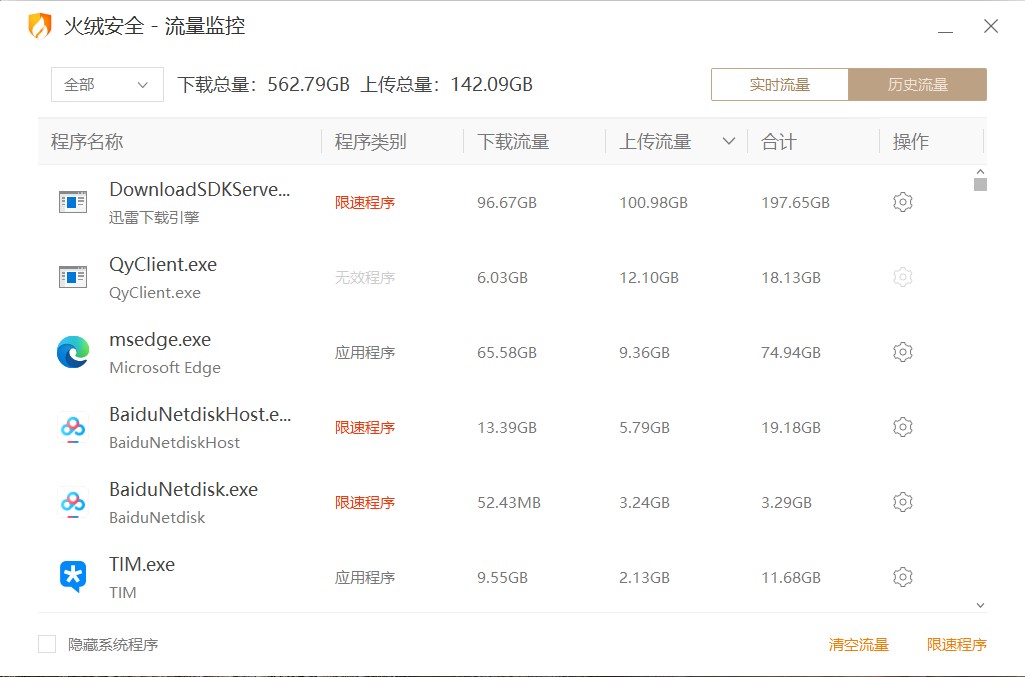 火绒安全 - 流量监控
全部 下载总量：562.79GB 上传总量：142.09GB 实时流量 历史流量
程序名称 程序类别 下载流量 上传流量 合计 操作
DownloadSDKServe...
迅雷下载引擎
限速程序 96.67GB 100.98GB 197.65GB
QyClient.exe
QyClient.exe
无效程序 6.03GB 12.10GB 18.13GB
msedge.exe
Microsoft Edge
应用程序 65.58GB 9.36GB 74.94GB
BaiduNetdiskHost.e...
BaiduNetdiskHost
限速程序 13.39GB 5.79GB 19.18GB
BaiduNetdisk.exe
BaiduNetdisk
限速程序 52.43MB 3.24GB 3.29GB
TIM.exe
TIM
应用程序 9.55GB 2.13GB 11.68GB
隐藏系统程序 清空流量 限速程序